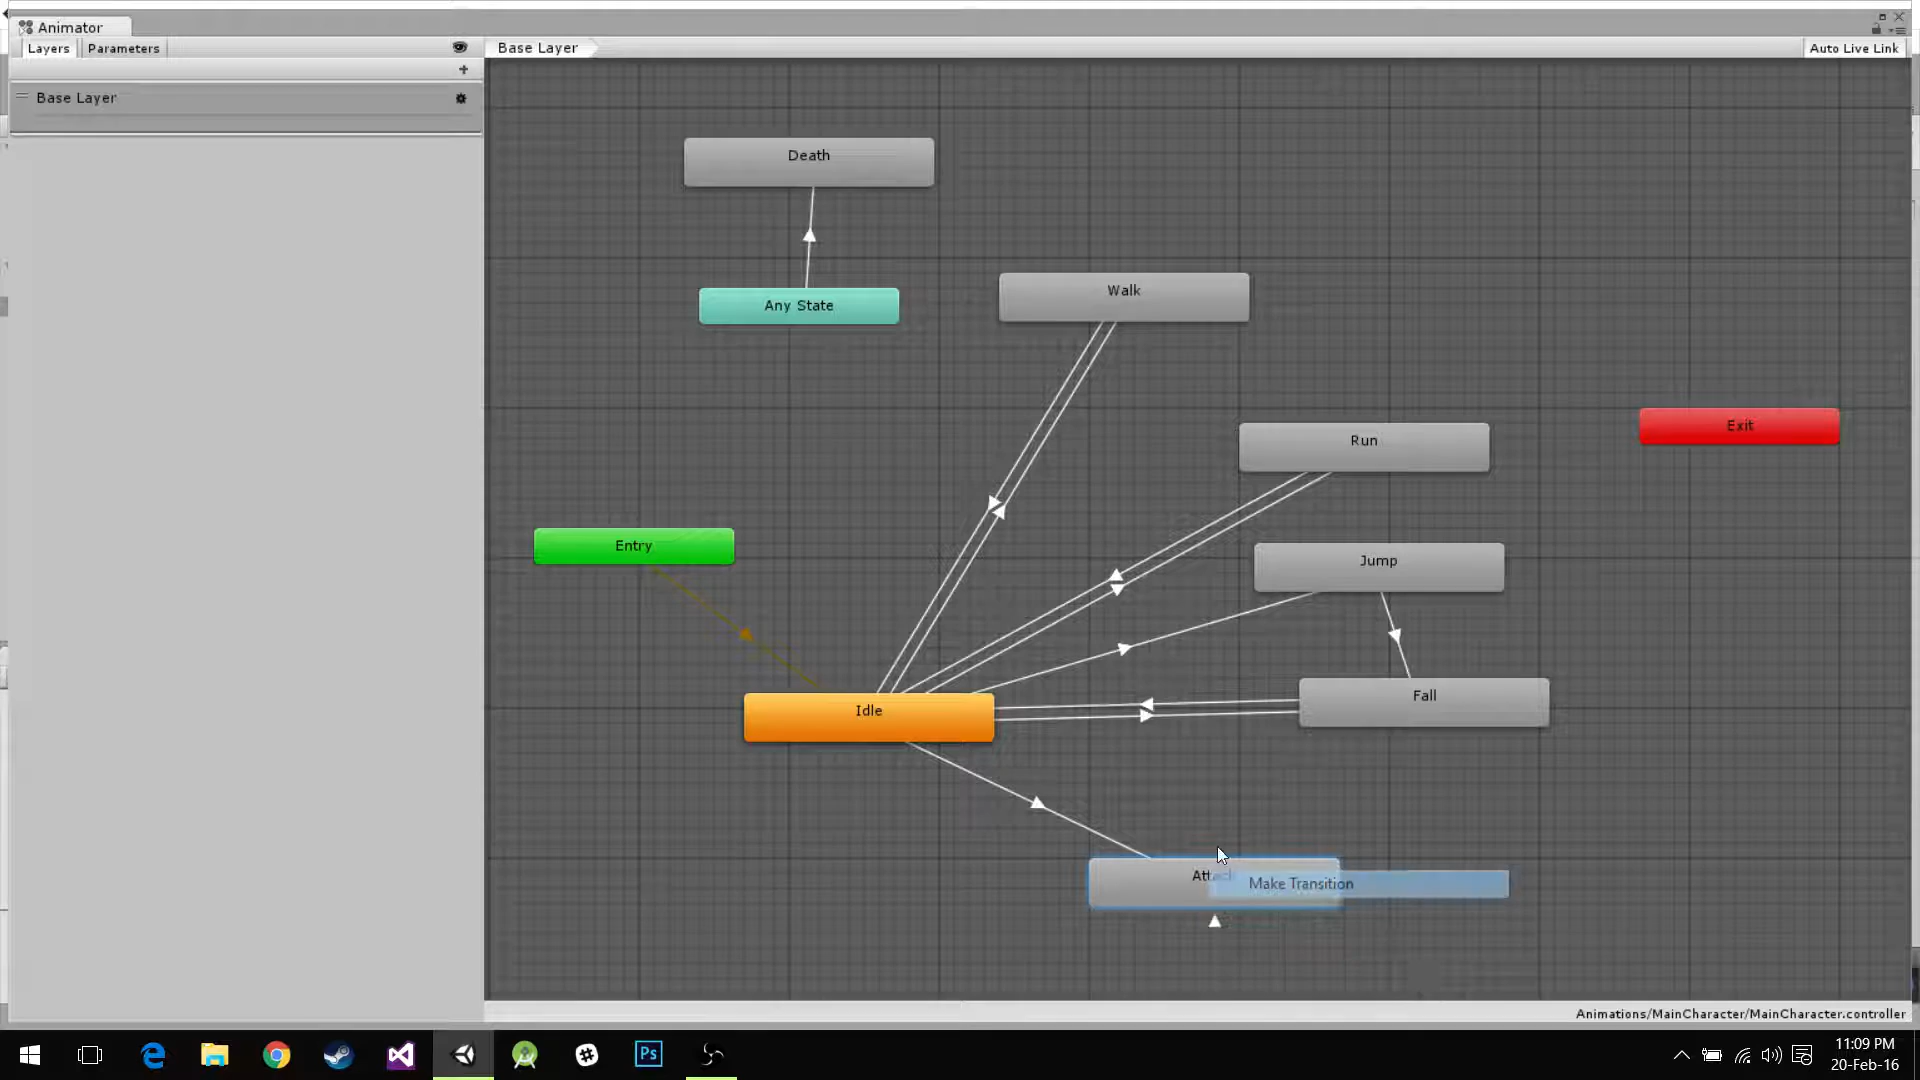 Animator
Layers Parameters
Base Layer
Auto Live Link
Base Layer
Death
Any State
Walk
Run
Exit
Entry
Jump
Idle
Fall
Make Transition
Animations/MainCharacter/MainCharacter.controller
Ps
11:09 PM
20-Feb-16